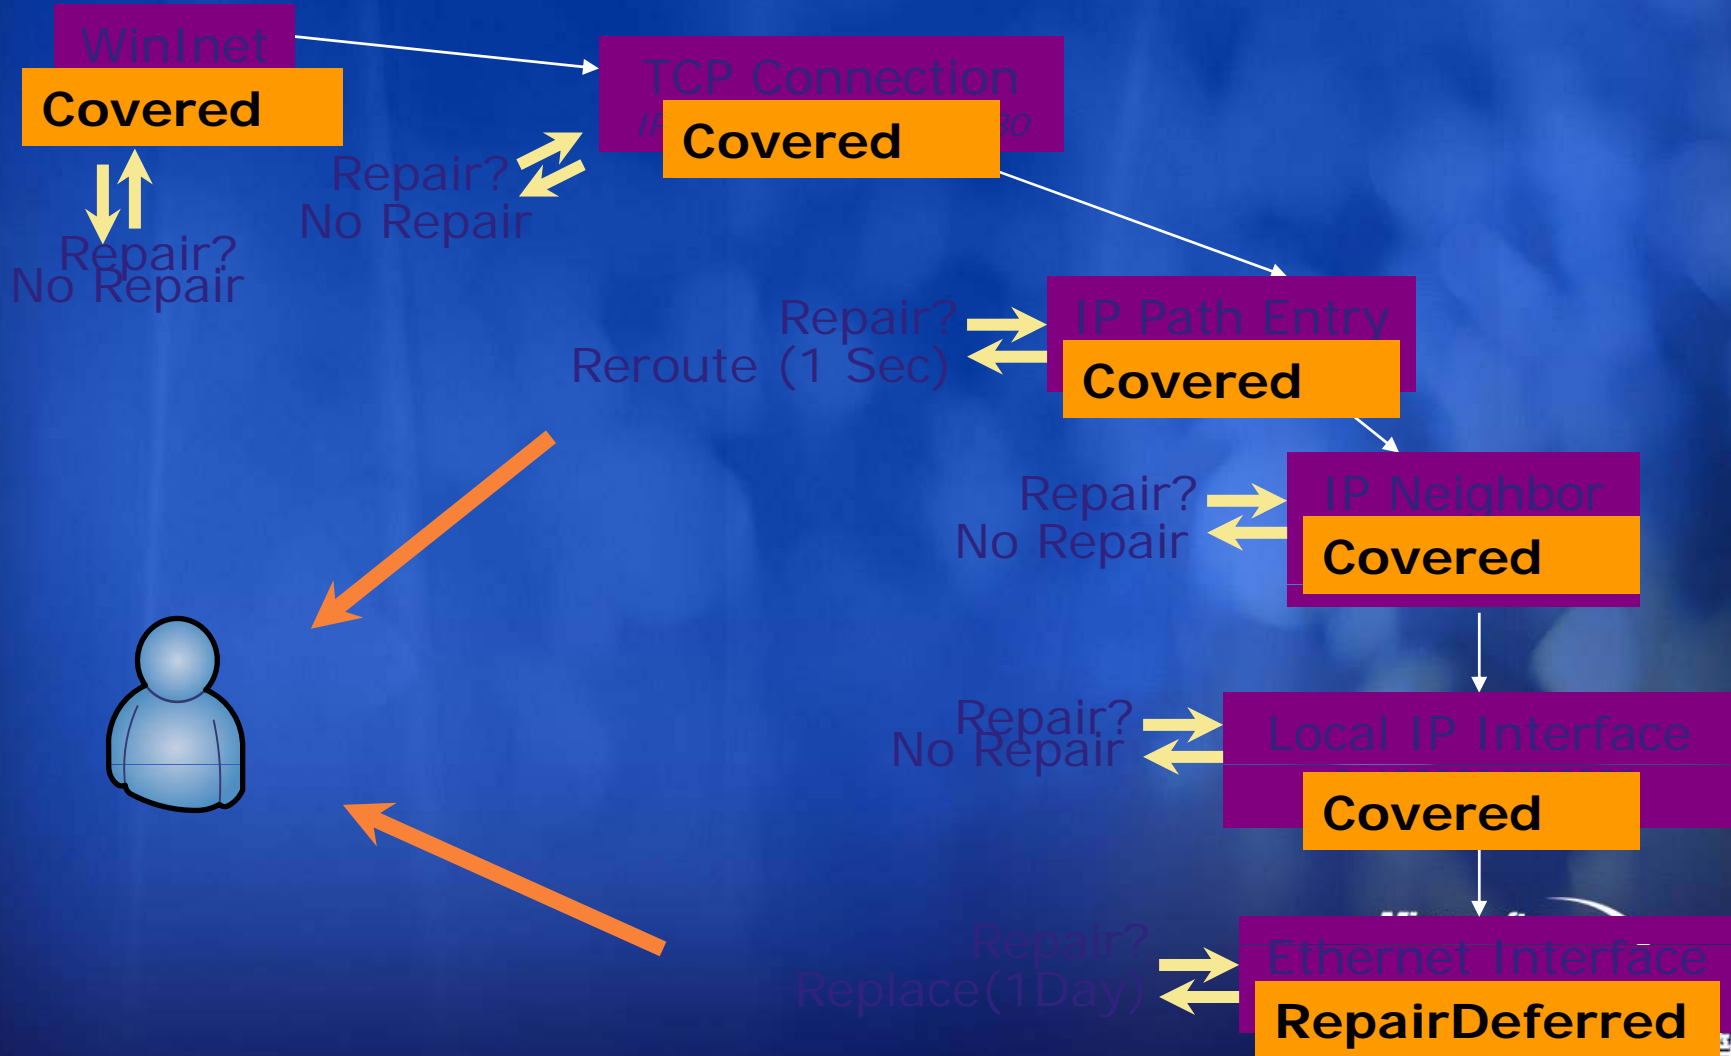 WinInet
Covered
Repair?
No Repair
TCP Connection
Covered
Repair?
No Repair
IP Path Entry
Covered
Repair?
Reroute (1 Sec)
IP Neighbor
Covered
Repair?
No Repair
Local IP Interface
Covered
Repair?
No Repair
Ethernet Interface
RepairDeferred
Repair?
Replace(1Day)